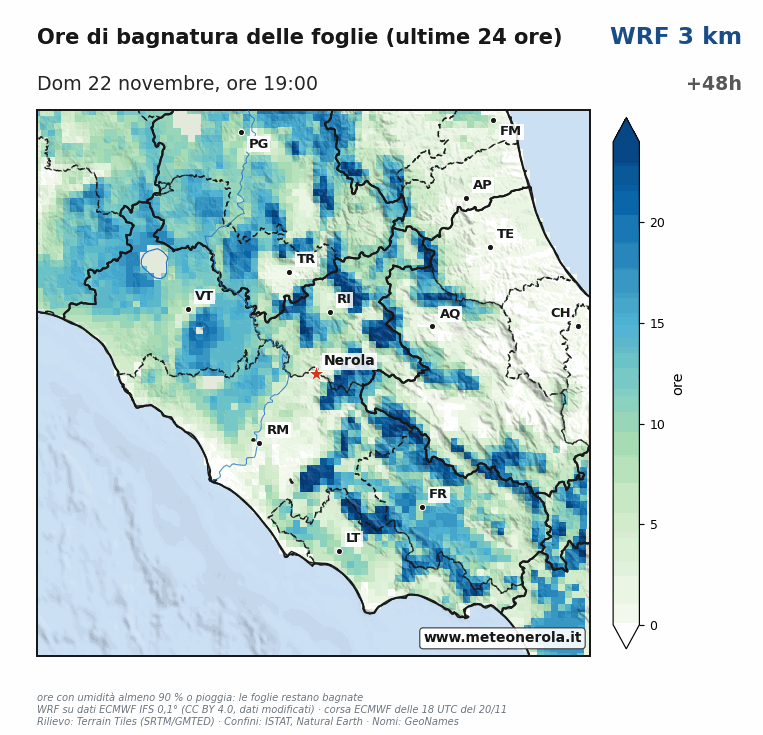 Ore di bagnatura delle foglie (ultime 24 ore)
WRF 3 km
Dom 22 novembre, ore 19:00
+48h
FM
PG
AP
TE
TR
VT
RI
AQ
CH
Nerola
RM
FR
LT
20
15
10
5
0
ore
www.meteonerola.it
ore con umidità almeno 90 % o pioggia: le foglie restano bagnate
WRF su dati ECMWF IFS 0,1° (CC BY 4.0, dati modificati) · corsa ECMWF delle 18 UTC del 20/11
Rilievo: Terrain Tiles (SRTM/GMTED) · Confini: ISTAT, Natural Earth · Nomi: GeoNames